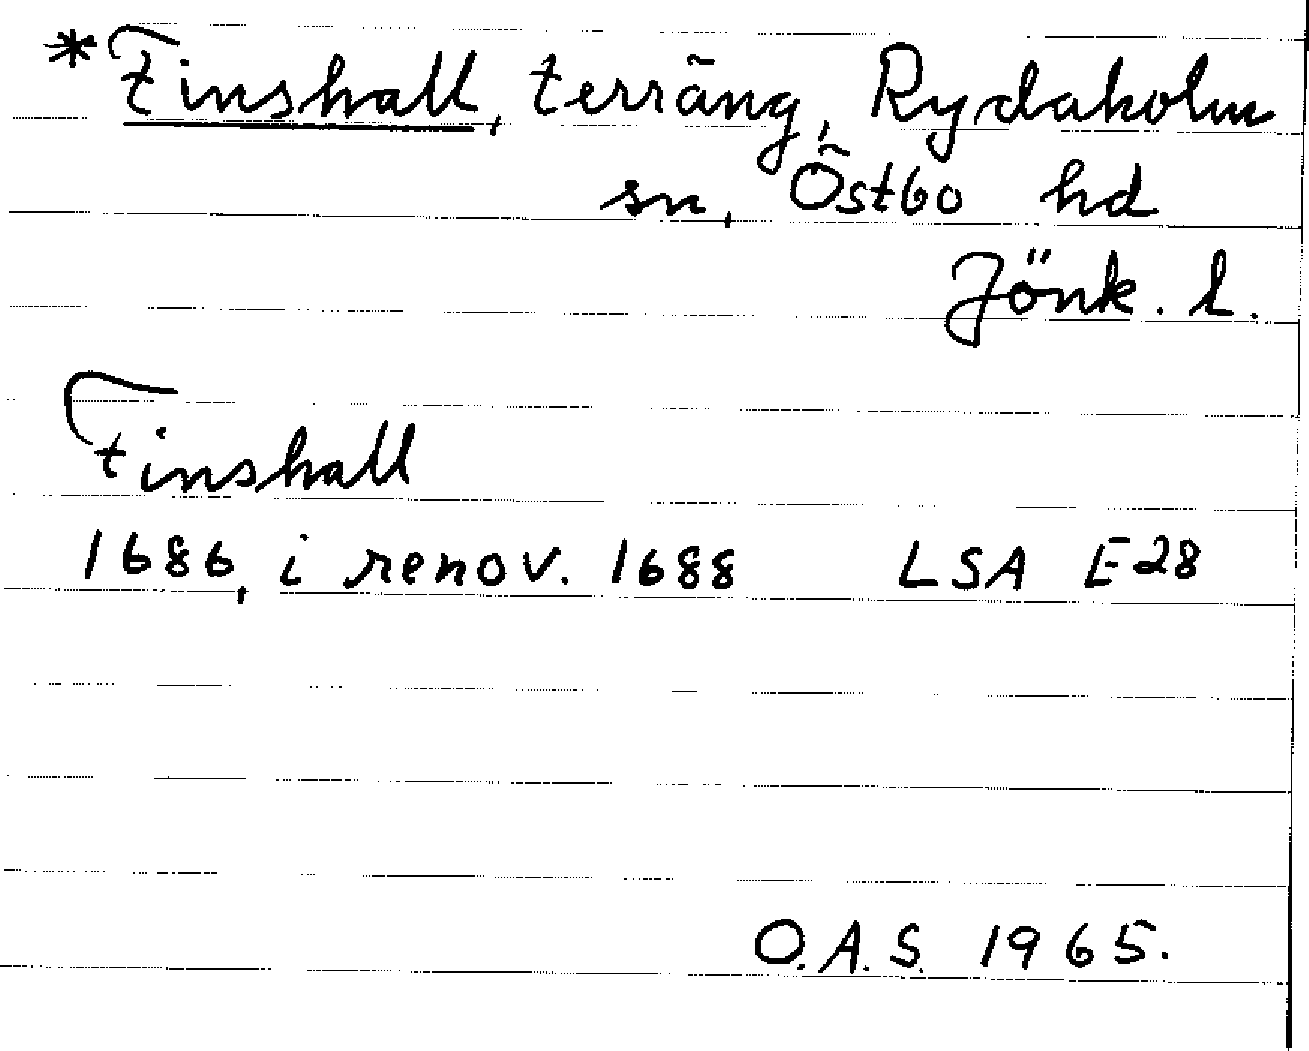 *Finshall, terräng, Rydaholm
sn, Östbo hd
Jönk. l.
Finshall
1686, i renov. 1688 LSA E28
O.A.S. 1965.